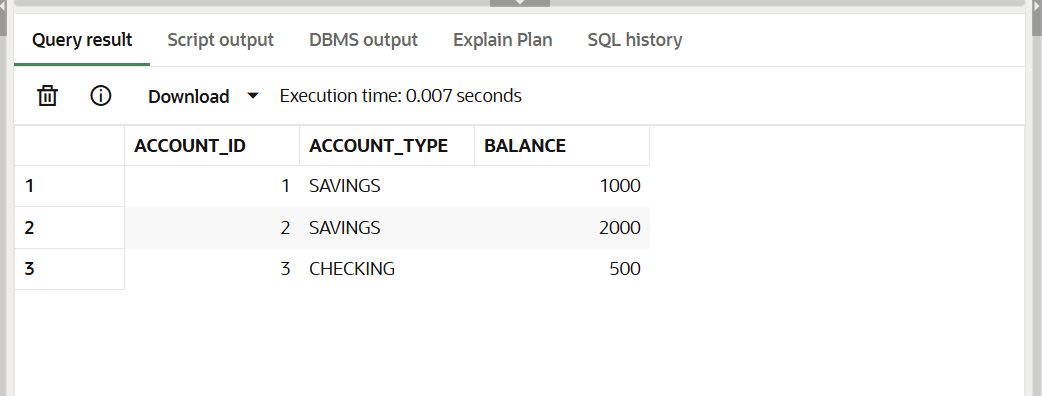 Query result Script output DBMS output Explain Plan SQL history
Download Execution time: 0.007 seconds
ACCOUNT_ID ACCOUNT_TYPE BALANCE
1 1 SAVINGS 1000
2 2 SAVINGS 2000
3 3 CHECKING 500